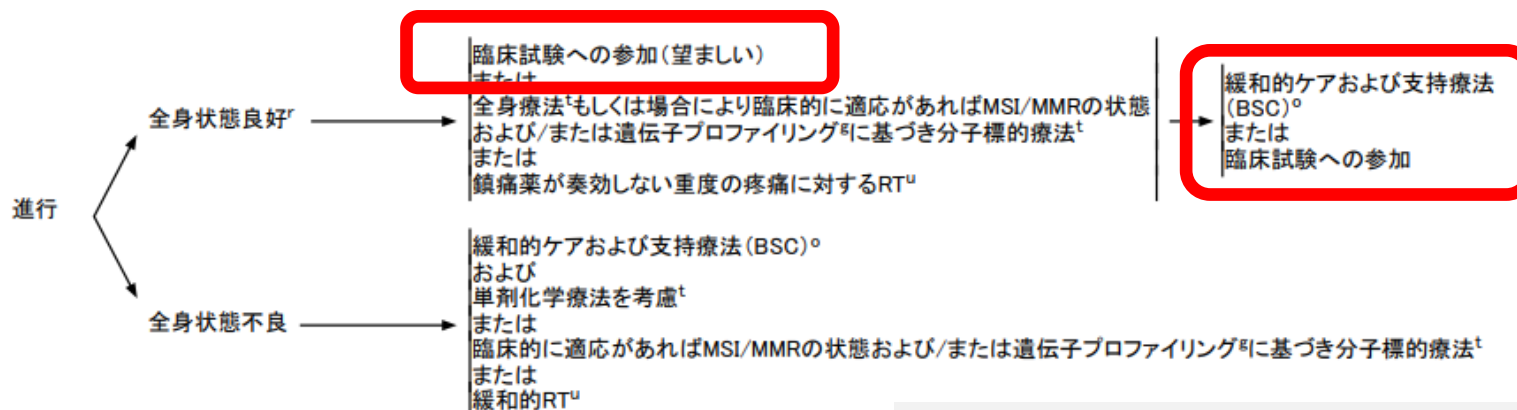 臨床試験への参加(望ましい)
または
全身療法ᵗもしくは場合により臨床的に適応があればMSI/MMRの状態
および/または遺伝子プロファイリングᵍに基づき分子標的療法ᵗ
または
鎮痛薬が奏効しない重度の疼痛に対するRTᵘ
緩和的ケアおよび支持療法
(BSC)ᵒ
または
臨床試験への参加
全身状態良好ʳ
進行
全身状態不良
緩和的ケアおよび支持療法(BSC)ᵒ
および
単剤化学療法を考慮ᵗ
または
臨床的に適応があればMSI/MMRの状態および/または遺伝子プロファイリングᵍに基づき分子標的療法ᵗ
または
緩和的RTᵘ